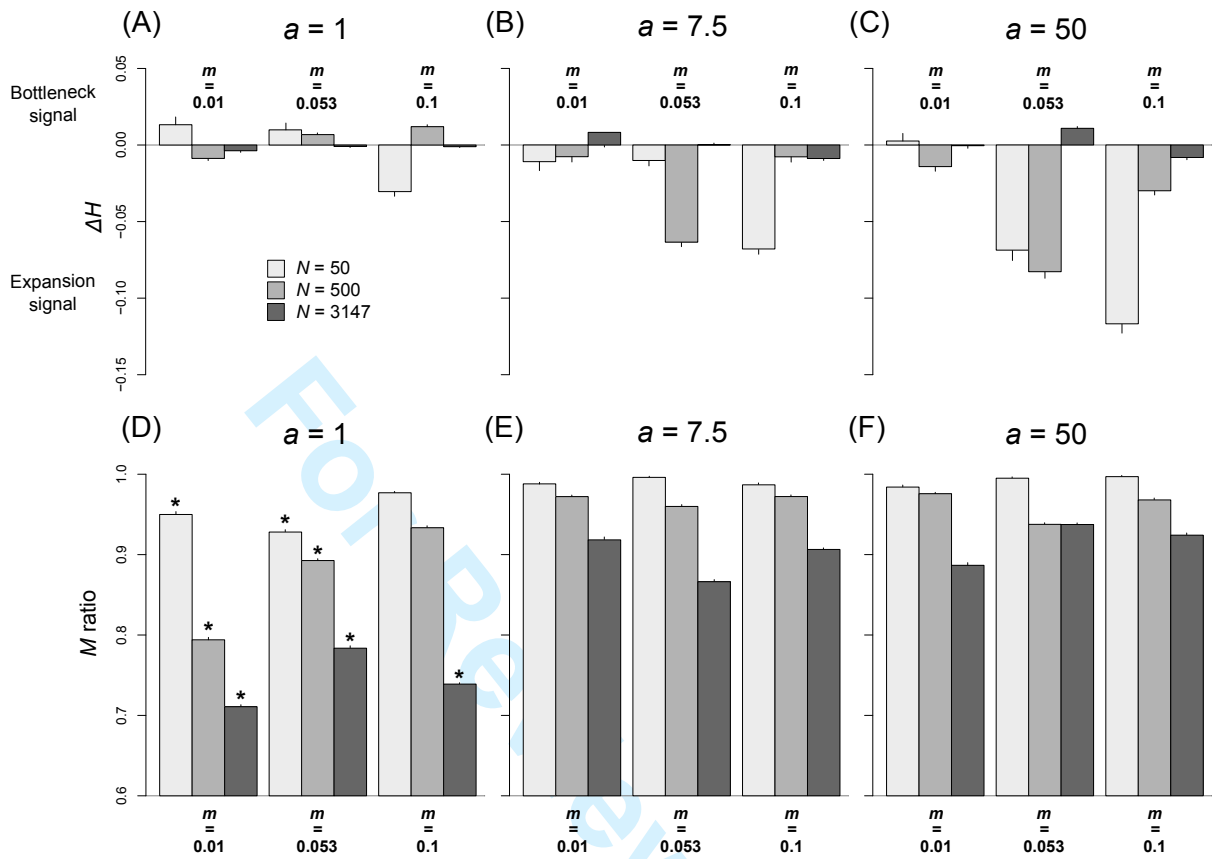 (A)
a = 1
(B)
a = 7.5
(C)
a = 50
Bottleneck
signal
Expansion
signal
ΔH
0.05
0.00
−0.05
−0.10
−0.15
m
=
0.01
m
=
0.053
m
=
0.1
m
=
0.01
m
=
0.053
m
=
0.1
m
=
0.01
m
=
0.053
m
=
0.1
N = 50
N = 500
N = 3147
(D)
a = 1
(E)
a = 7.5
(F)
a = 50
M ratio
1.0
0.9
0.8
0.7
0.6
*
*
*
*
*
*
*
m
=
0.01
m
=
0.053
m
=
0.1
m
=
0.01
m
=
0.053
m
=
0.1
m
=
0.01
m
=
0.053
m
=
0.1
For Rev